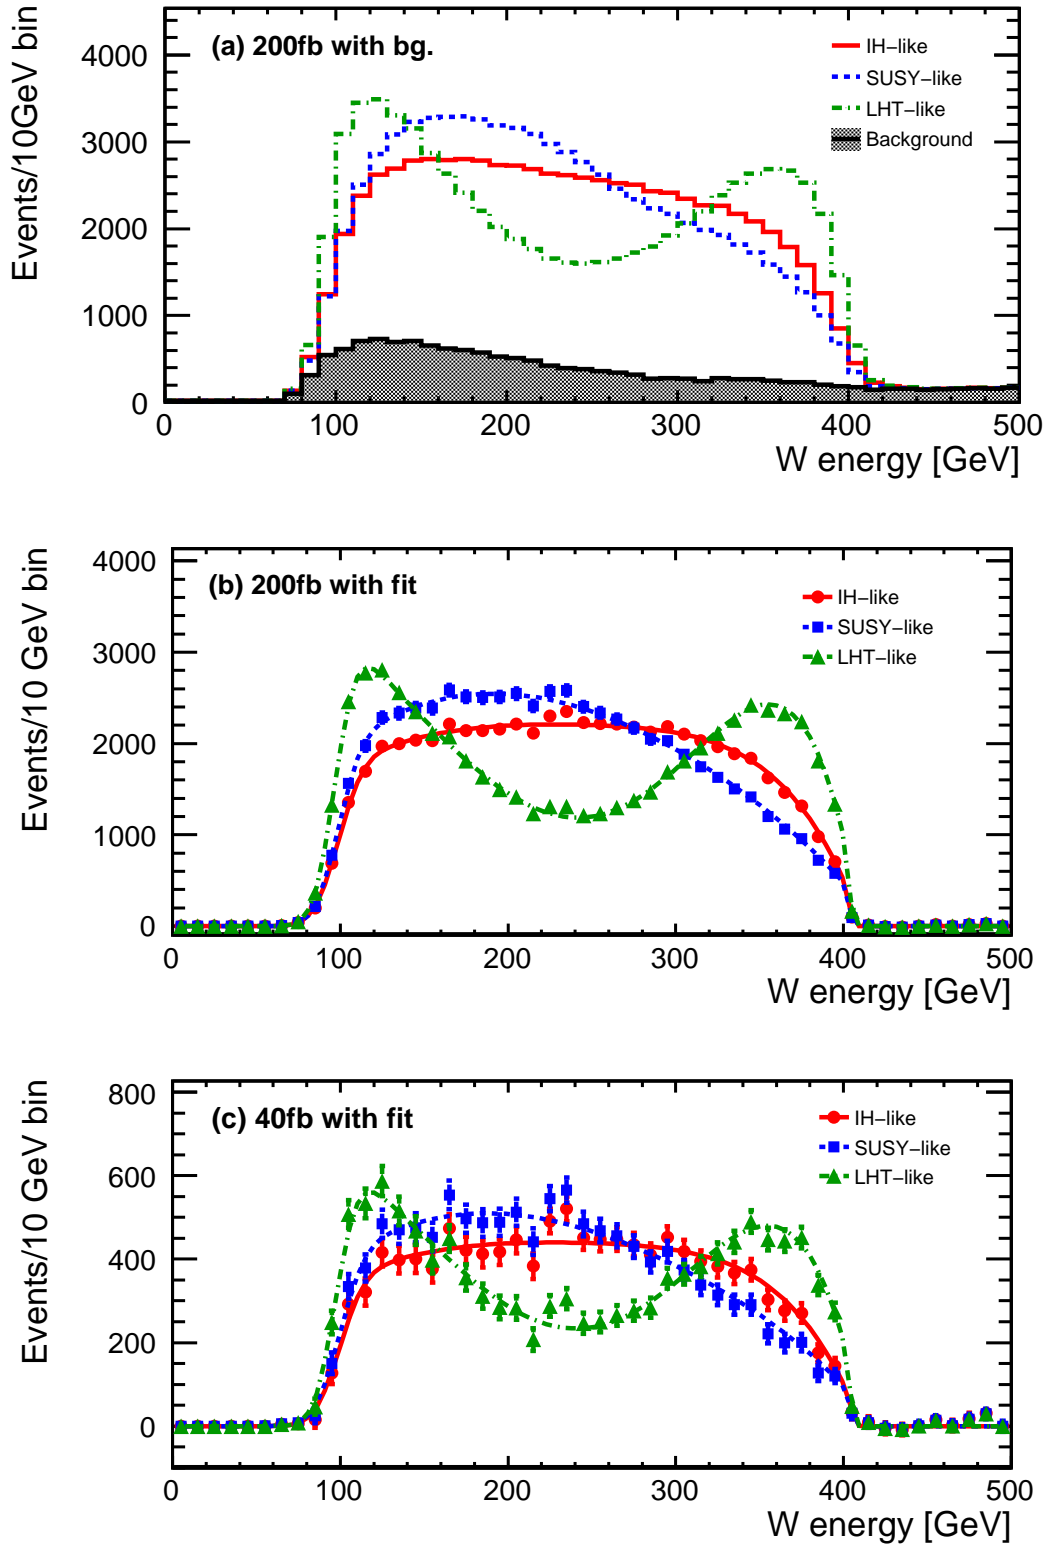 Events/10GeV bin
4000
3000
2000
1000
0
(a) 200fb with bg.
IH-like
SUSY-like
LHT-like
Background
0 100 200 300 400 500
W energy [GeV]
Events/10 GeV bin
4000
3000
2000
1000
0
(b) 200fb with fit
IH-like
SUSY-like
LHT-like
0 100 200 300 400 500
W energy [GeV]
Events/10 GeV bin
800
600
400
200
0
(c) 40fb with fit
IH-like
SUSY-like
LHT-like
0 100 200 300 400 500
W energy [GeV]